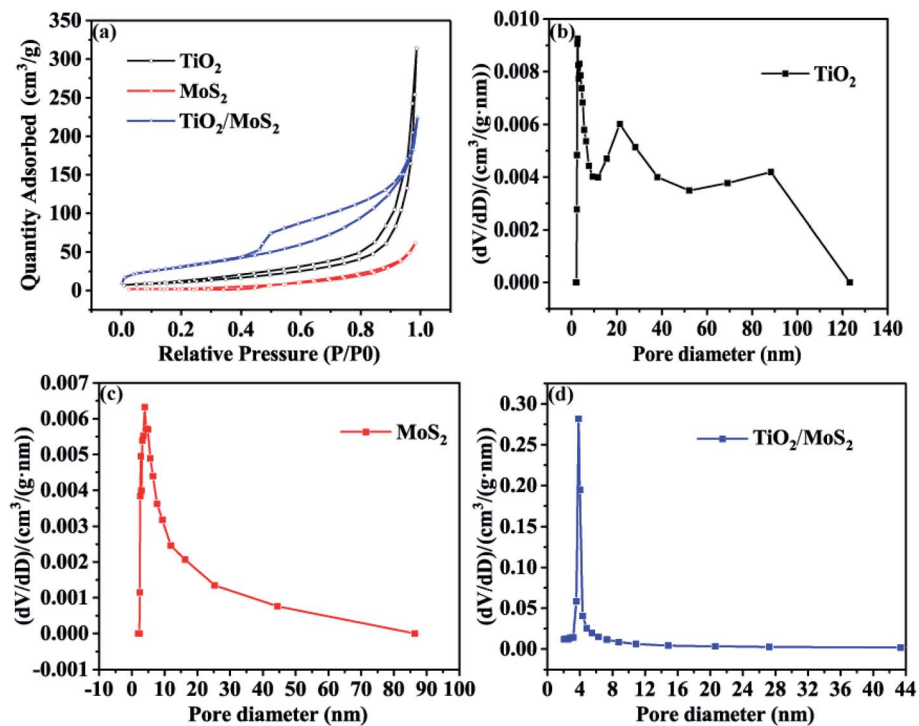 (a)
TiO₂
MoS₂
TiO₂/MoS₂
Quantity Adsorbed (cm³/g)
350
300
250
200
150
100
50
0
0.0 0.2 0.4 0.6 0.8 1.0
Relative Pressure (P/P0)
(b)
TiO₂
(dV/dD)/(cm³/(g·nm))
0.010
0.008
0.006
0.004
0.002
0.000
0 20 40 60 80 100 120 140
Pore diameter (nm)
(c)
MoS₂
(dV/dD)/(cm³/(g·nm))
0.007
0.006
0.005
0.004
0.003
0.002
0.001
0.000
-0.001
-10 0 10 20 30 40 50 60 70 80 90 100
Pore diameter (nm)
(d)
TiO₂/MoS₂
(dV/dD)/(cm³/(g·nm))
0.30
0.25
0.20
0.15
0.10
0.05
0.00
0 4 8 12 16 20 24 28 32 36 40 44
Pore diameter (nm)